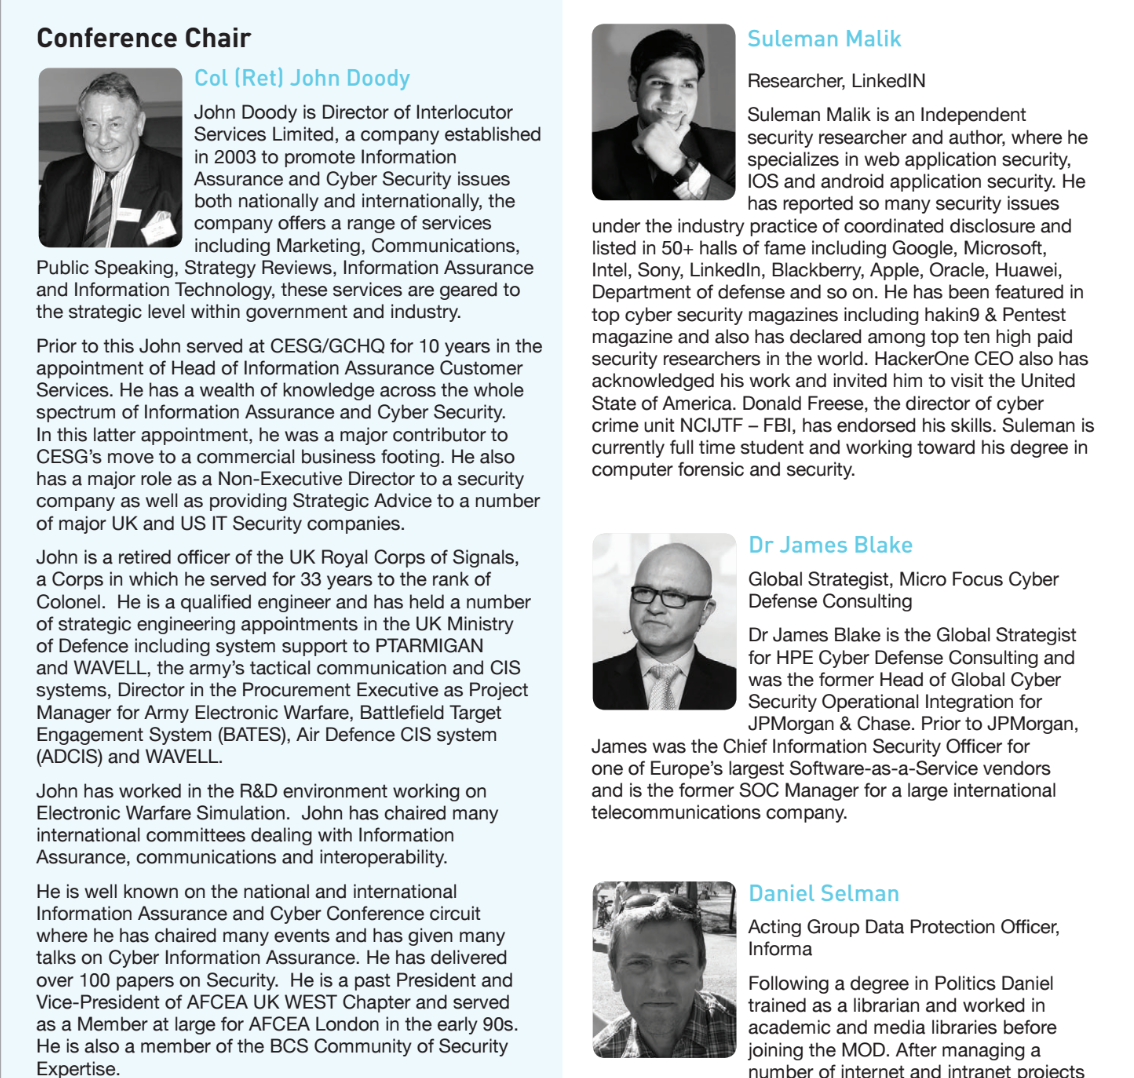 Conference Chair
Col (Ret) John Doody
John Doody is Director of Interlocutor
Services Limited, a company established
in 2003 to promote Information
Assurance and Cyber Security issues
both nationally and internationally, the
company offers a range of services
including Marketing, Communications,
Public Speaking, Strategy Reviews, Information Assurance
and Information Technology, these services are geared to
the strategic level within government and industry.
Prior to this John served at CESG/GCHQ for 10 years in the
appointment of Head of Information Assurance Customer
Services. He has a wealth of knowledge across the whole
spectrum of Information Assurance and Cyber Security.
In this latter appointment, he was a major contributor to
CESG's move to a commercial business footing. He also
has a major role as a Non-Executive Director to a security
company as well as providing Strategic Advice to a number
of major UK and US IT Security companies.
John is a retired officer of the UK Royal Corps of Signals,
a Corps in which he served for 33 years to the rank of
Colonel.  He is a qualified engineer and has held a number
of strategic engineering appointments in the UK Ministry
of Defence including system support to PTARMIGAN
and WAVELL, the army's tactical communication and CIS
systems, Director in the Procurement Executive as Project
Manager for Army Electronic Warfare, Battlefield Target
Engagement System (BATES), Air Defence CIS system
(ADCIS) and WAVELL.
John has worked in the R&D environment working on
Electronic Warfare Simulation.  John has chaired many
international committees dealing with Information
Assurance, communications and interoperability.
He is well known on the national and international
Information Assurance and Cyber Conference circuit
where he has chaired many events and has given many
talks on Cyber Information Assurance. He has delivered
over 100 papers on Security.  He is a past President and
Vice-President of AFCEA UK WEST Chapter and served
as a Member at large for AFCEA London in the early 90s.
He is also a member of the BCS Community of Security
Expertise.
Suleman Malik
Researcher, LinkedIN
Suleman Malik is an Independent
security researcher and author, where he
specializes in web application security,
IOS and android application security. He
has reported so many security issues
under the industry practice of coordinated disclosure and
listed in 50+ halls of fame including Google, Microsoft,
Intel, Sony, LinkedIn, Blackberry, Apple, Oracle, Huawei,
Department of defense and so on. He has been featured in
top cyber security magazines including hakin9 & Pentest
magazine and also has declared among top ten high paid
security researchers in the world. HackerOne CEO also has
acknowledged his work and invited him to visit the United
State of America. Donald Freese, the director of cyber
crime unit NCIJTF – FBI, has endorsed his skills. Suleman is
currently full time student and working toward his degree in
computer forensic and security.
Dr James Blake
Global Strategist, Micro Focus Cyber
Defense Consulting
Dr James Blake is the Global Strategist
for HPE Cyber Defense Consulting and
was the former Head of Global Cyber
Security Operational Integration for
JPMorgan & Chase. Prior to JPMorgan,
James was the Chief Information Security Officer for
one of Europe's largest Software-as-a-Service vendors
and is the former SOC Manager for a large international
telecommunications company.
Daniel Selman
Acting Group Data Protection Officer,
Informa
Following a degree in Politics Daniel
trained as a librarian and worked in
academic and media libraries before
joining the MOD. After managing a
number of internet and intranet projects